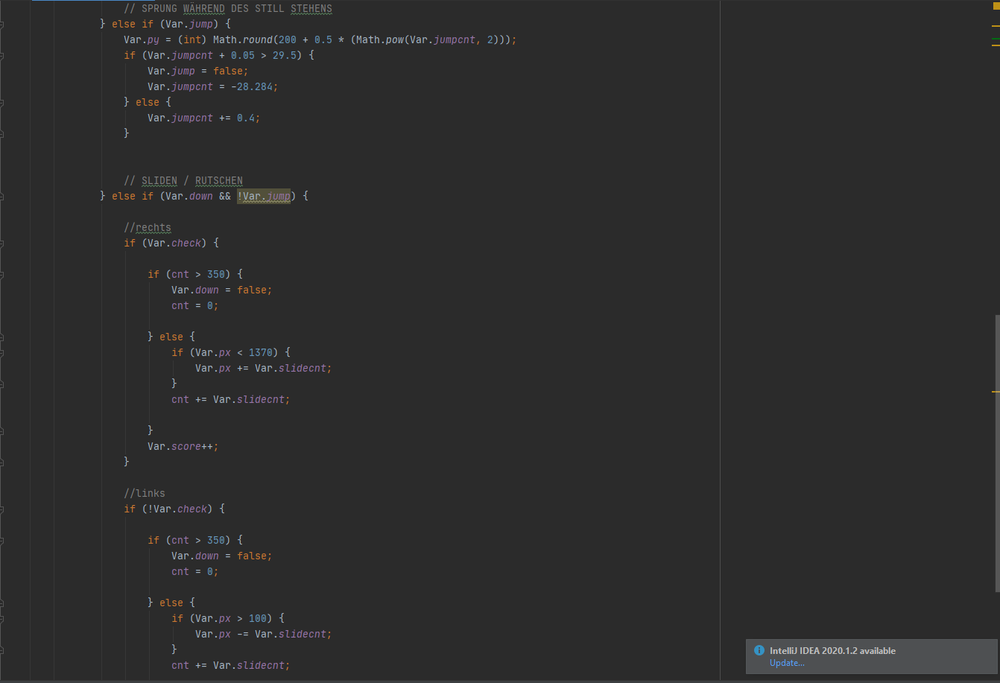 // SPRUNG WÄHREND DES STILL STEHENS
} else if (Var.jump) {
Var.py = (int) Math.round(200 + 0.5 * (Math.pow(Var.jumpcnt, 2)));
if (Var.jumpcnt + 0.05 > 29.5) {
Var.jump = false;
Var.jumpcnt = -28.284;
} else {
Var.jumpcnt += 0.4;
}
// SLIDEN / RUTSCHEN
} else if (Var.down && !Var.jump) {
//rechts
if (Var.check) {
if (cnt > 350) {
Var.down = false;
cnt = 0;
} else {
if (Var.px < 1370) {
Var.px += Var.slidecnt;
}
cnt += Var.slidecnt;
}
Var.score++;
}
//links
if (!Var.check) {
if (cnt > 350) {
Var.down = false;
cnt = 0;
} else {
if (Var.px > 100) {
Var.px -= Var.slidecnt;
}
cnt += Var.slidecnt;
IntelliJ IDEA 2020.1.2 available
Update...